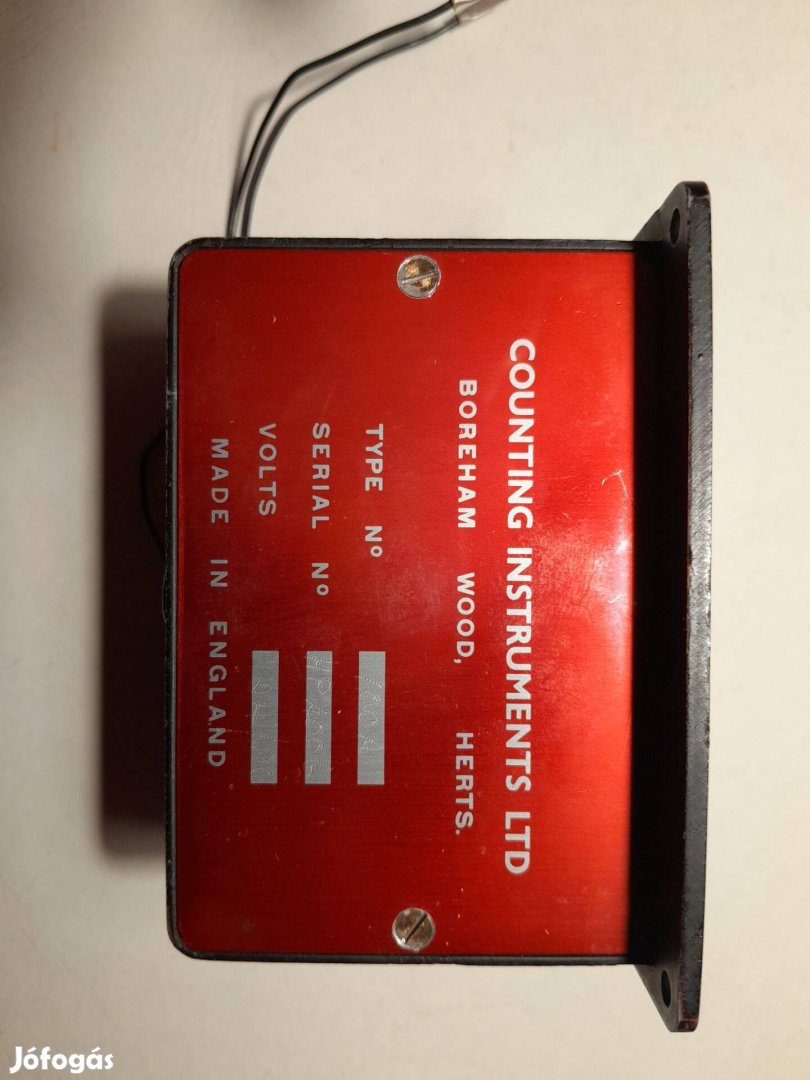 COUNTING INSTRUMENTS LTD
BOREHAM WOOD, HERTS.
TYPE Nº
SERIAL Nº
VOLTS
MADE IN ENGLAND
Jófogás